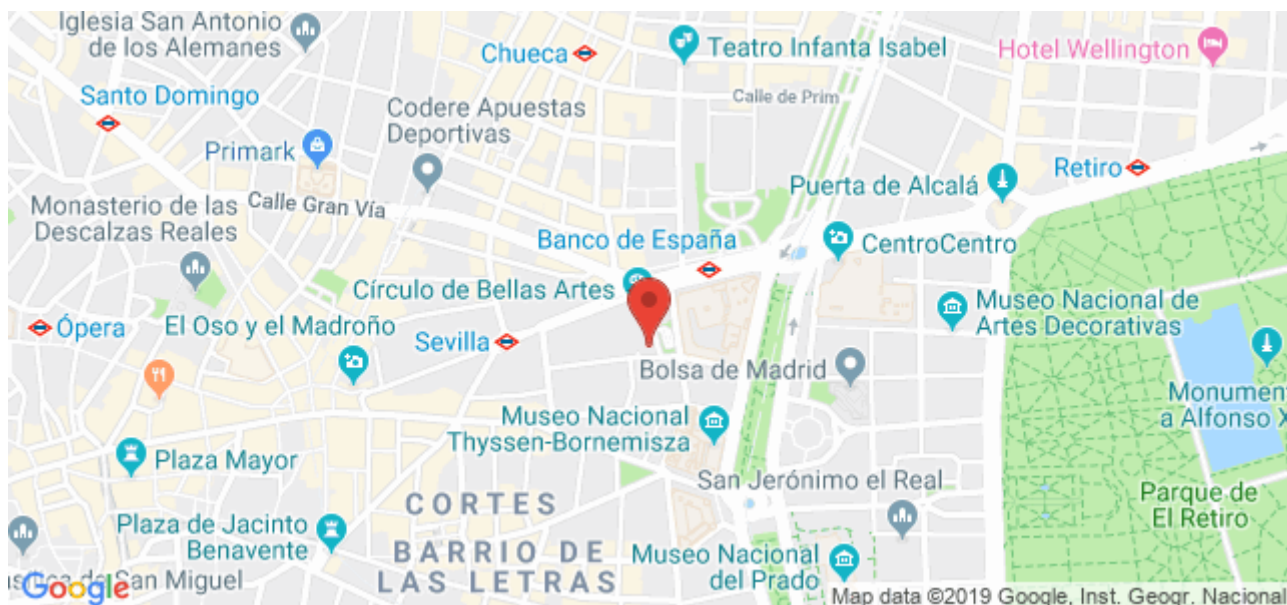 Iglesia San Antonio
de los Alemanes
Chueca
Teatro Infanta Isabel
Hotel Wellington
Santo Domingo
Codere Apuestas
Deportivas
Calle de Prim
Primark
Retiro
Puerta de Alcalá
Calle Gran Vía
Monasterio de las
Descalzas Reales
Banco de España
CentroCentro
Círculo de Bellas Artes
Museo Nacional de
Artes Decorativas
Ópera
El Oso y el Madroño
Sevilla
Bolsa de Madrid
Monumen
a Alfonso X
Museo Nacional
Thyssen-Bornemisza
Plaza Mayor
San Jerónimo el Real
CORTES
Parque de
El Retiro
Plaza de Jacinto
Benavente
BARRIO DE
LAS LETRAS
Museo Nacional
del Prado
San Miguel
Google
Map data ©2019 Google, Inst. Geogr. Nacional